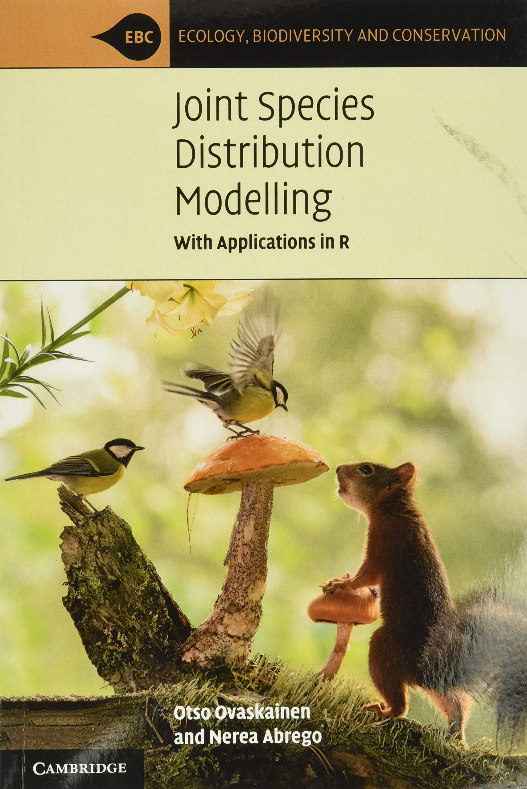 EBC
ECOLOGY, BIODIVERSITY AND CONSERVATION
Joint Species
Distribution
Modelling
With Applications in R
Otso Ovaskainen
and Nerea Abrego
CAMBRIDGE